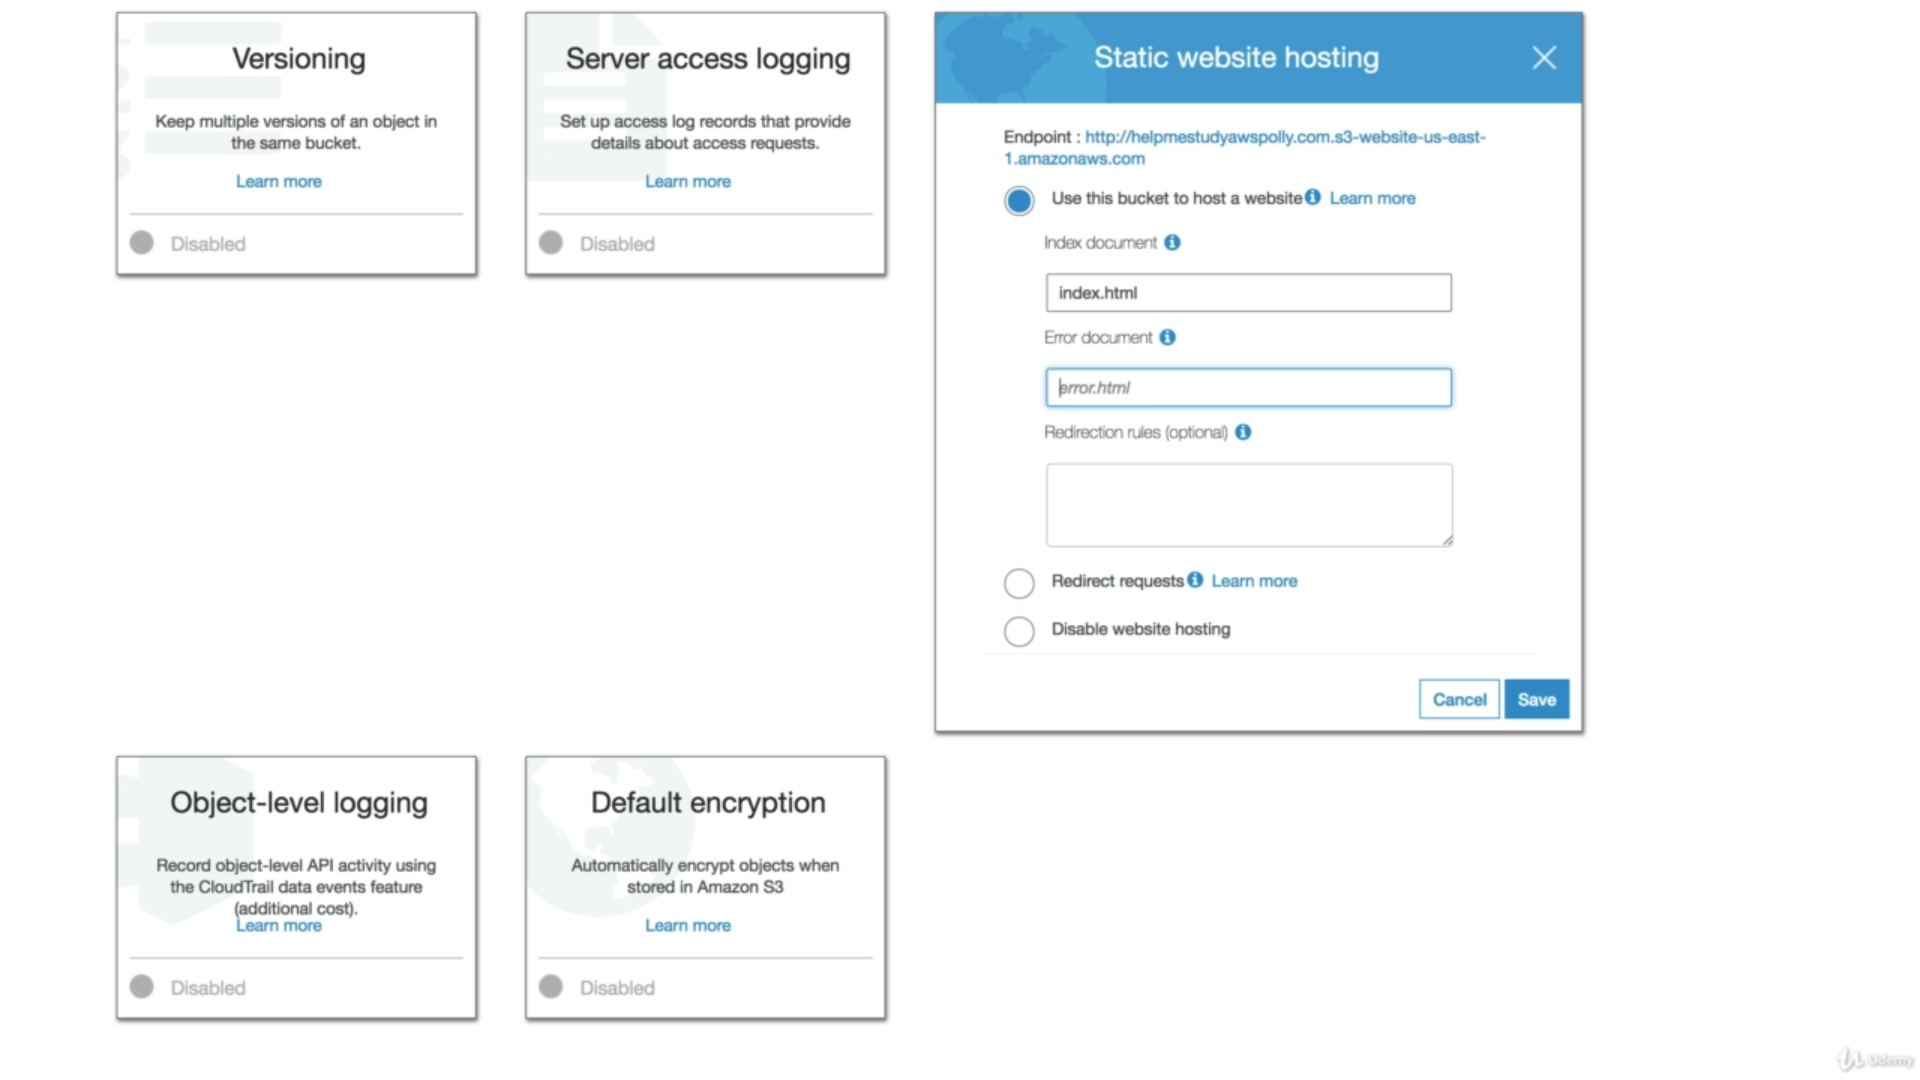 Versioning
Keep multiple versions of an object in
the same bucket.
Learn more
Disabled
Server access logging
Set up access log records that provide
details about access requests.
Learn more
Disabled
Static website hosting
Endpoint : http://helpmestudyawspolly.com.s3-website-us-east-
1.amazonaws.com
Use this bucket to host a website Learn more
Index document
index.html
Error document
error.html
Redirection rules (optional)
Redirect requests Learn more
Disable website hosting
Cancel Save
Object-level logging
Record object-level API activity using
the CloudTrail data events feature
(additional cost).
Learn more
Disabled
Default encryption
Automatically encrypt objects when
stored in Amazon S3
Learn more
Disabled
Udemy